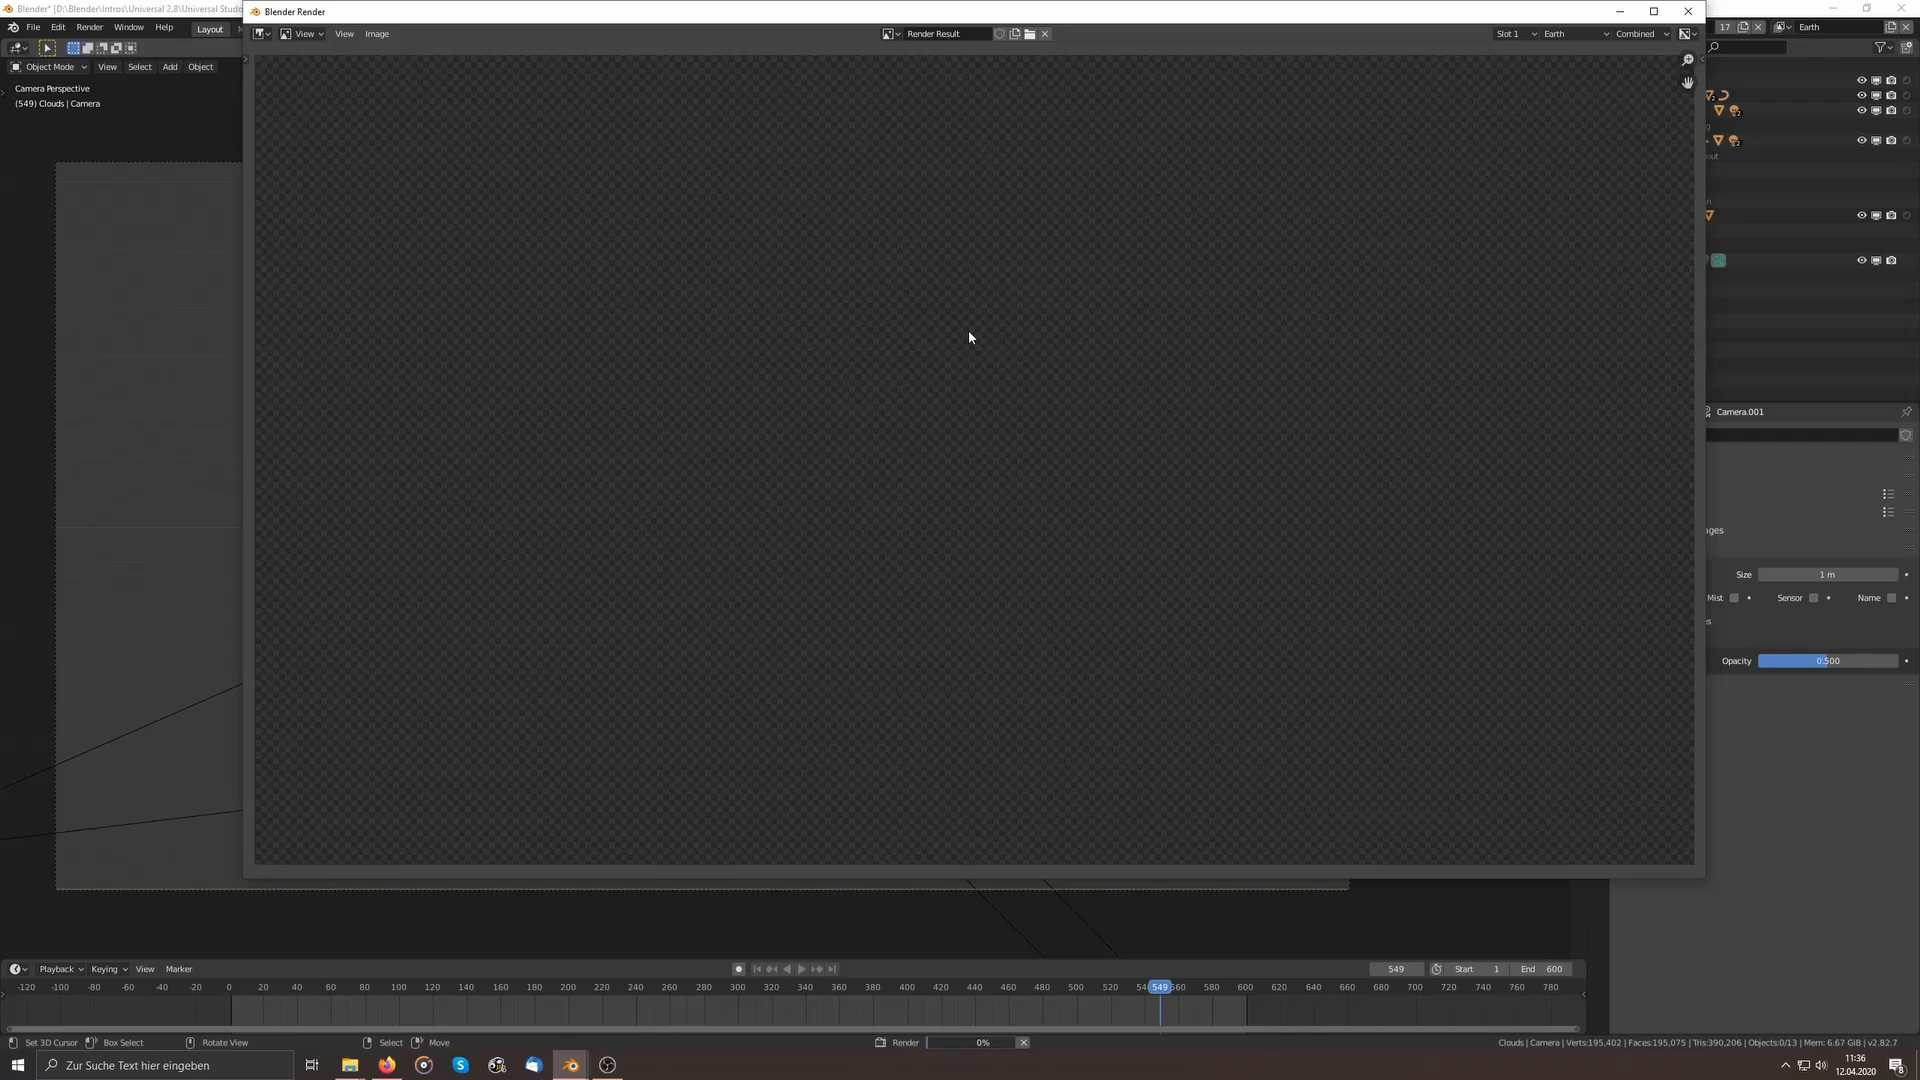 Blender* [D:\Blender\Intros\Universal 2.8\Universal Studo
Blender Render
File Edit Render Window Help Layout
View View Image
Render Result
Slot 1 Earth Combined
17 Earth
Object Mode View Select Add Object
Camera Perspective
(549) Clouds | Camera
out
Camera.001
ages
Size 1 m
Mist Sensor Name
Opacity 0.500
Playback Keying View Marker
549 Start 1 End 600
-120 -100 -80 -60 -40 -20 0 20 40 60 80 100 120 140 160 180 200 220 240 260 280 300 320 340 360 380 400 420 440 460 480 500 520 54 549 560 580 600 620 640 660 680 700 720 740 760 780
Set 3D Cursor Box Select Rotate View Select Move Render 0% Clouds | Camera | Verts:195,402 | Faces:195,075 | Tris:390,206 | Objects:0/13 | Mem: 6.67 GiB | v2.82.7
Zur Suche Text hier eingeben
11:36
12.04.2020
8